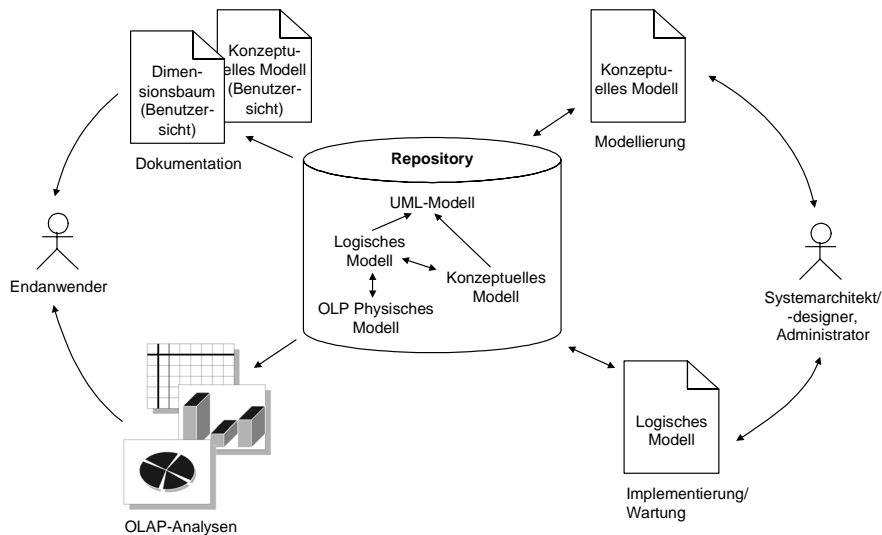 Dimen-
sionsbaum
(Benutzer-
sicht)
Konzeptu-
elles Modell
(Benutzer-
sicht)
Dokumentation
Konzeptu-
elles Modell
Modellierung
Repository
UML-Modell
Logisches
Modell
Konzeptuelles
Modell
OLP Physisches
Modell
Endanwender
Systemarchitekt/
-designer,
Administrator
Logisches
Modell
Implementierung/
Wartung
OLAP-Analysen